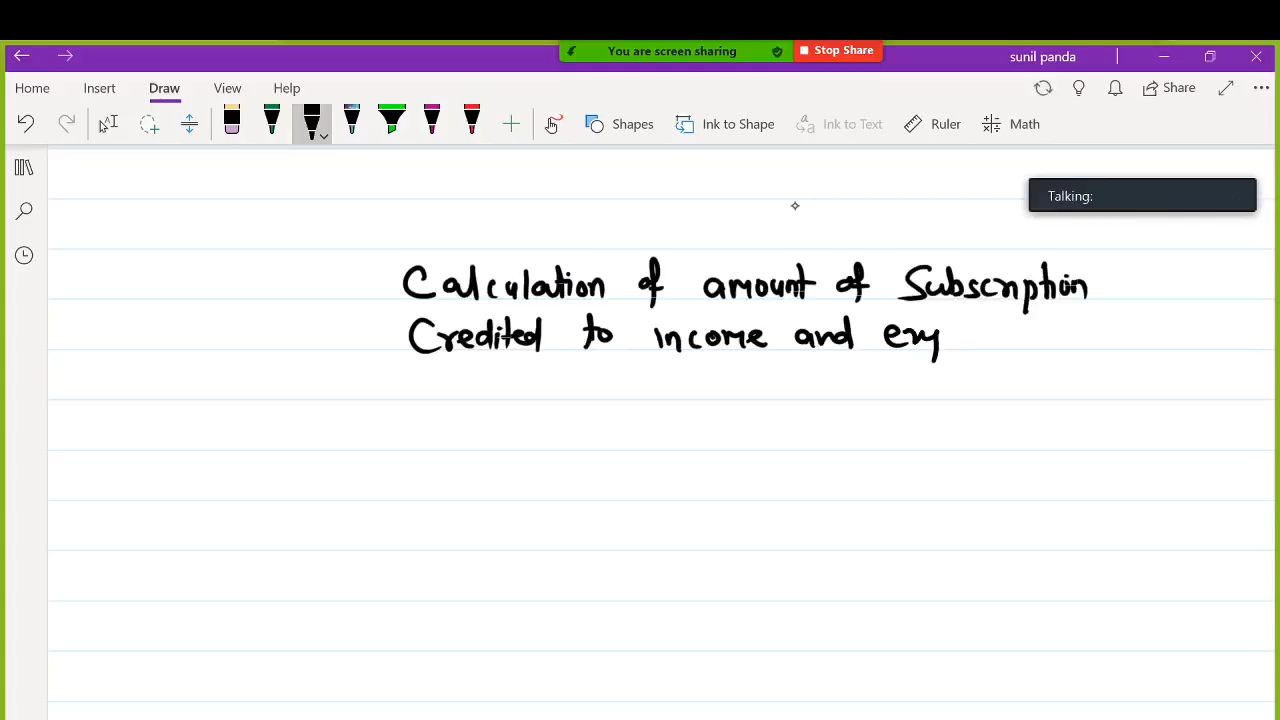 You are screen sharing
Stop Share
sunil panda
Home Insert Draw View Help
Share
Shapes Ink to Shape Ink to Text Ruler Math
Talking:
Calculation of amount of Subscription
Credited to income and exp